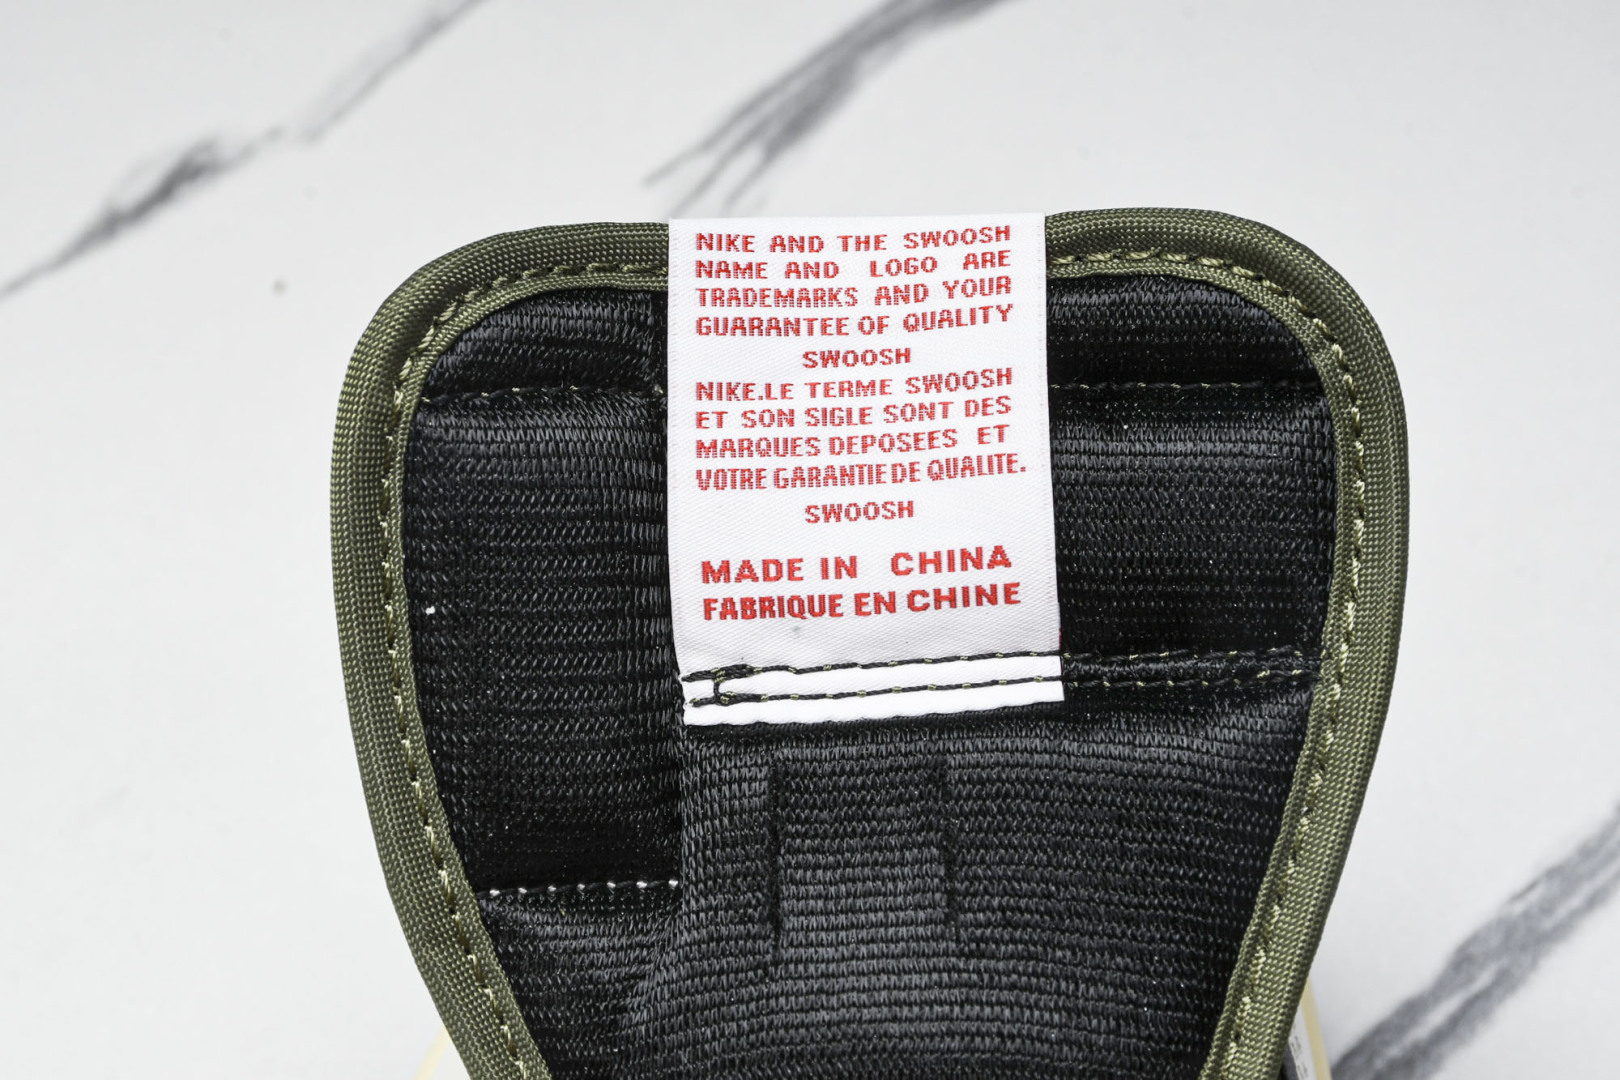 NIKE AND THE SWOOSH
NAME AND LOGO ARE
TRADEMARKS AND YOUR
GUARANTEE OF QUALITY
SWOOSH
NIKE.LE TERME SWOOSH
ET SON SIGLE SONT DES
MARQUES DEPOSEES ET
VOTRE GARANTIE DE QUALITE.
SWOOSH
MADE IN CHINA
FABRIQUE EN CHINE